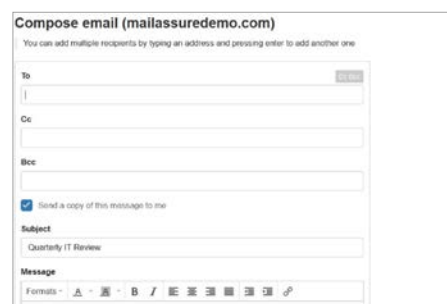 Compose email (mailassuredemo.com)
You can add multiple recipients by typing an address and pressing enter to add another one
To
Cc
Bcc
Send a copy of this message to me
Subject
Quarterly IT Review
Message
Formats A A B I